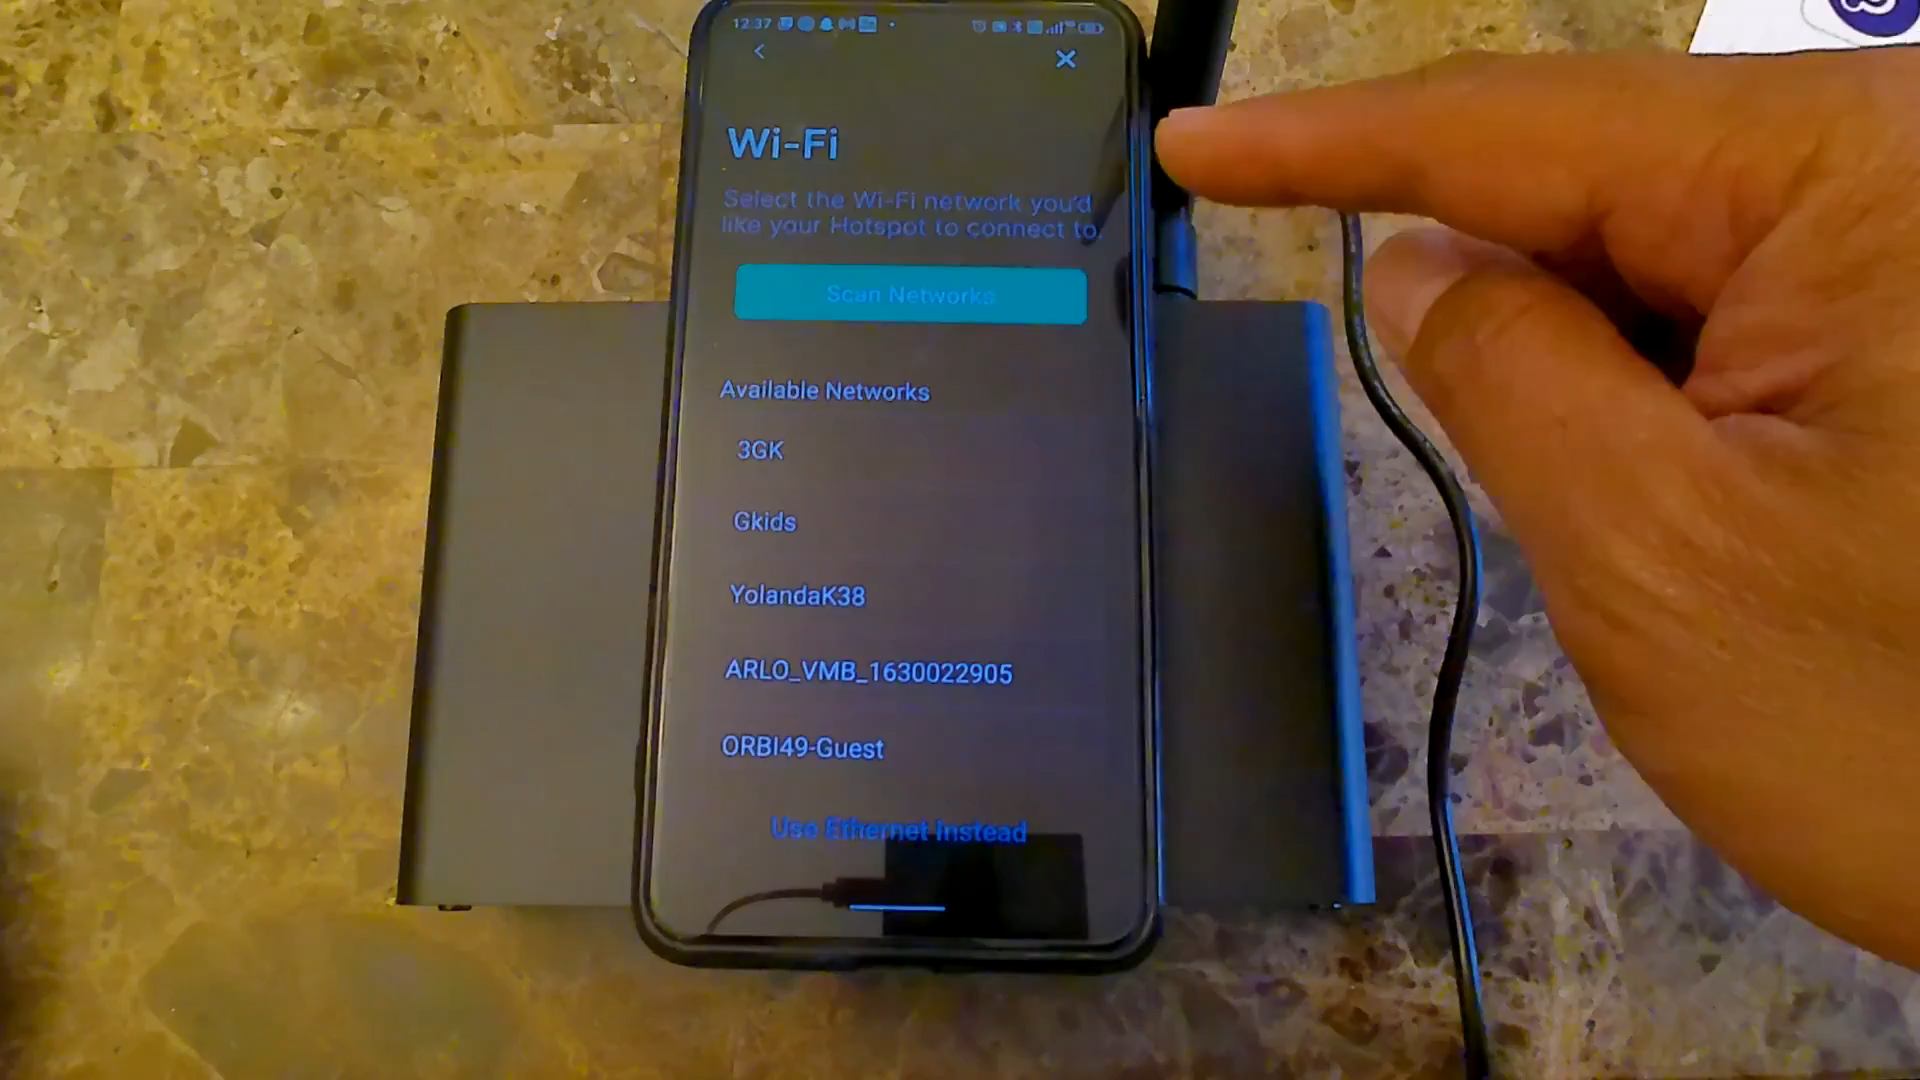 12:37
Wi-Fi
Select the Wi-Fi network you'd
like your Hotspot to connect to.
Scan Networks
Available Networks
3GK
Gkids
YolandaK38
ARLO_VMB_1630022905
ORBI49-Guest
Use Ethernet Instead